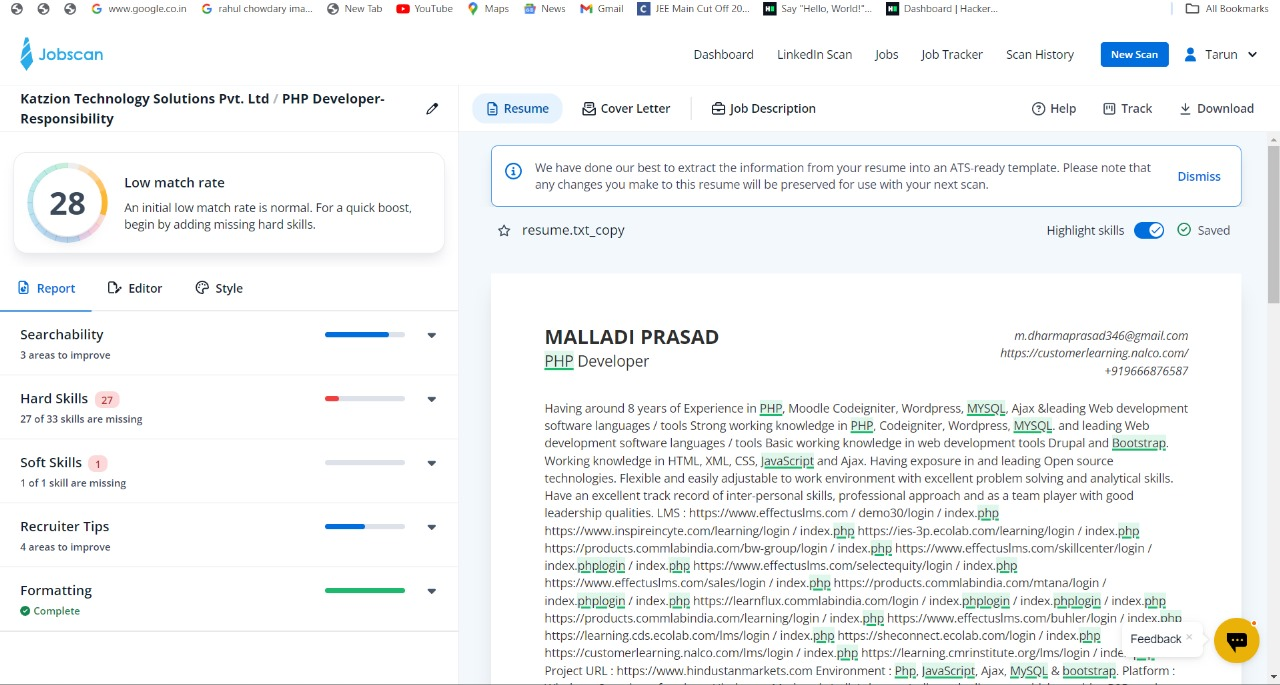 www.google.co.in rahul chowdary ima... New Tab YouTube Maps News Gmail JEE Main Cut Off 20... Say "Hello, World!"... Dashboard | Hacker... All Bookmarks
Jobscan
Dashboard LinkedIn Scan Jobs Job Tracker Scan History New Scan Tarun
Katzion Technology Solutions Pvt. Ltd / PHP Developer-
Responsibility
Resume Cover Letter Job Description Help Track Download
28
Low match rate
An initial low match rate is normal. For a quick boost,
begin by adding missing hard skills.
Report Editor Style
Searchability
3 areas to improve
Hard Skills 27
27 of 33 skills are missing
Soft Skills 1
1 of 1 skill are missing
Recruiter Tips
4 areas to improve
Formatting
Complete
We have done our best to extract the information from your resume into an ATS-ready template. Please note that
any changes you make to this resume will be preserved for use with your next scan.
Dismiss
resume.txt_copy
Highlight skills Saved
MALLADI PRASAD
PHP Developer
m.dharmaprasad346@gmail.com
https://customerlearning.nalco.com/
+919666876587
Having around 8 years of Experience in PHP, Moodle Codeigniter, Wordpress, MYSQL, Ajax &leading Web development
software languages / tools Strong working knowledge in PHP, Codeigniter, Wordpress, MYSQL. and leading Web
development software languages / tools Basic working knowledge in web development tools Drupal and Bootstrap.
Working knowledge in HTML, XML, CSS, JavaScript and Ajax. Having exposure in and leading Open source
technologies. Flexible and easily adjustable to work environment with excellent problem solving and analytical skills.
Have an excellent track record of inter-personal skills, professional approach and as a team player with good
leadership qualities. LMS : https://www.effectuslms.com / demo30/login / index.php
https://www.inspireincyte.com/learning/login / index.php https://ies-3p.ecolab.com/learning/login / index.php
https://products.commlabindia.com/bw-group/login / index.php https://www.effectuslms.com/skillcenter/login /
index.phplogin / index.php https://www.effectuslms.com/selectequity/login / index.php
https://www.effectuslms.com/sales/login / index.php https://products.commlabindia.com/mtana/login /
index.phplogin / index.php https://learnflux.commlabindia.com/login / index.phplogin / index.phplogin / index.php
https://products.commlabindia.com/learning/login / index.php https://www.effectuslms.com/buhler/login / index.php
https://learning.cds.ecolab.com/lms/login / index.php https://sheconnect.ecolab.com/login / index.php
https://customerlearning.nalco.com/lms/login / index.php https://learning.cmrinstitute.org/lms/login /
Project URL : https://www.hindustanmarkets.com Environment : Php, JavaScript, Ajax, MySQL & bootstrap. Platform :
Feedback ×